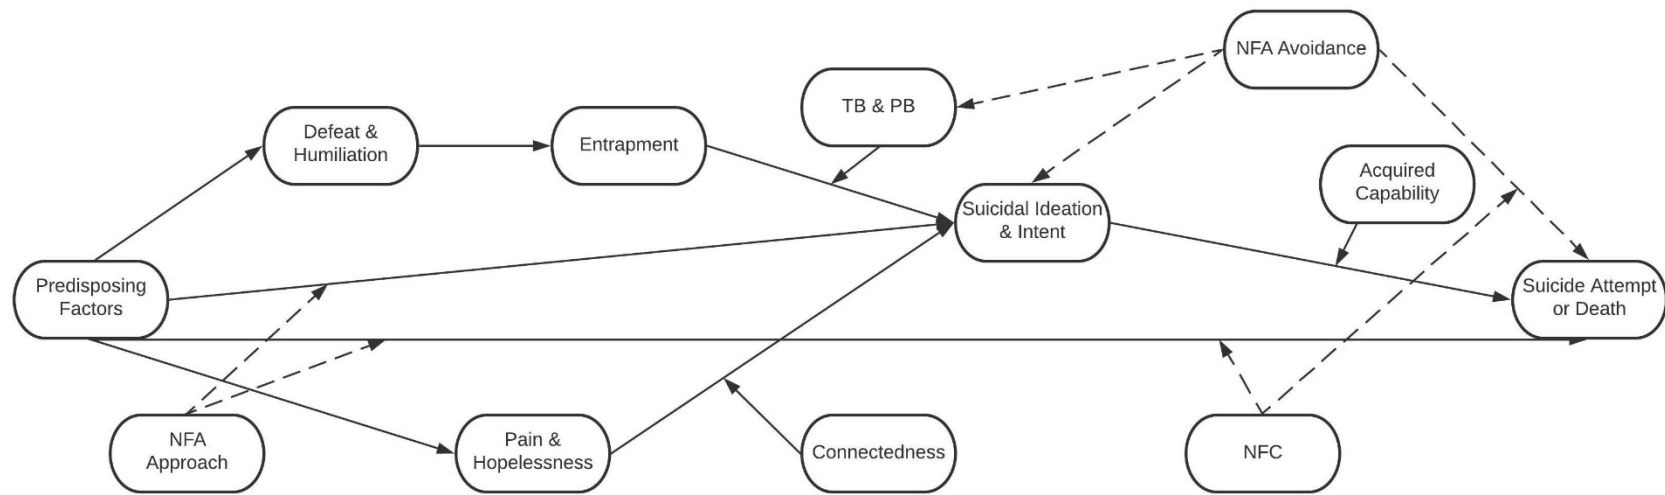 NFA Avoidance
TB & PB
Defeat &
Humiliation
Entrapment
Acquired
Capability
Suicidal Ideation
& Intent
Predisposing
Factors
Suicide Attempt
or Death
NFA
Approach
Pain &
Hopelessness
Connectedness
NFC